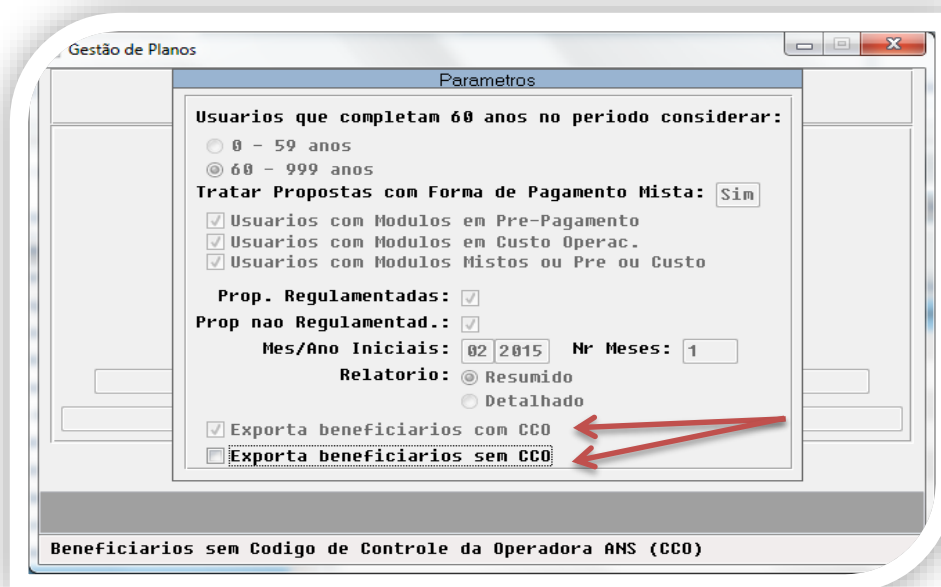 Gestão de Planos
Parametros
Usuarios que completam 60 anos no periodo considerar:
0 - 59 anos
60 - 999 anos
Tratar Propostas com Forma de Pagamento Mista: Sim
Usuarios com Modulos em Pre-Pagamento
Usuarios com Modulos em Custo Operac.
Usuarios com Modulos Mistos ou Pre ou Custo
Prop. Regulamentadas:
Prop nao Regulamentad.:
Mes/Ano Iniciais: 02 2015 Nr Meses: 1
Relatorio: Resumido
Detalhado
Exporta beneficiarios com CCO
Exporta beneficiarios sem CCO
Beneficiarios sem Codigo de Controle da Operadora ANS (CCO)